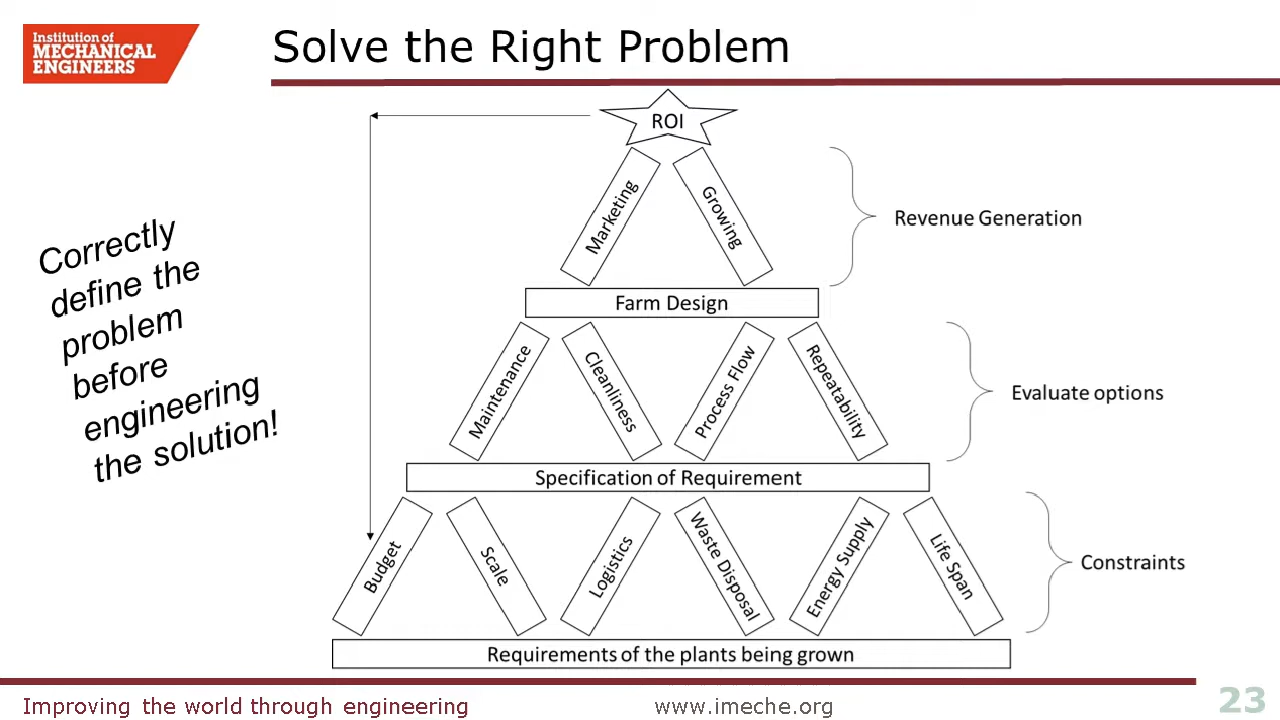 Institution of
MECHANICAL
ENGINEERS
Solve the Right Problem
ROI
Marketing
Growing
Revenue Generation
Farm Design
Correctly
define the
problem
before
engineering
the solution!
Maintenance
Cleanliness
Process Flow
Repeatability
Evaluate options
Specification of Requirement
Budget
Scale
Logistics
Waste Disposal
Energy Supply
Life Span
Constraints
Requirements of the plants being grown
Improving the world through engineering
www.imeche.org
23